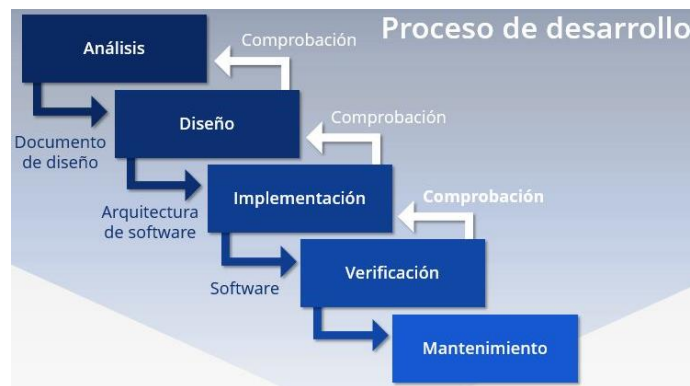 Proceso de desarrollo
Análisis
Comprobación
Documento
de diseño
Diseño
Comprobación
Arquitectura
de software
Implementación
Comprobación
Software
Verificación
Mantenimiento